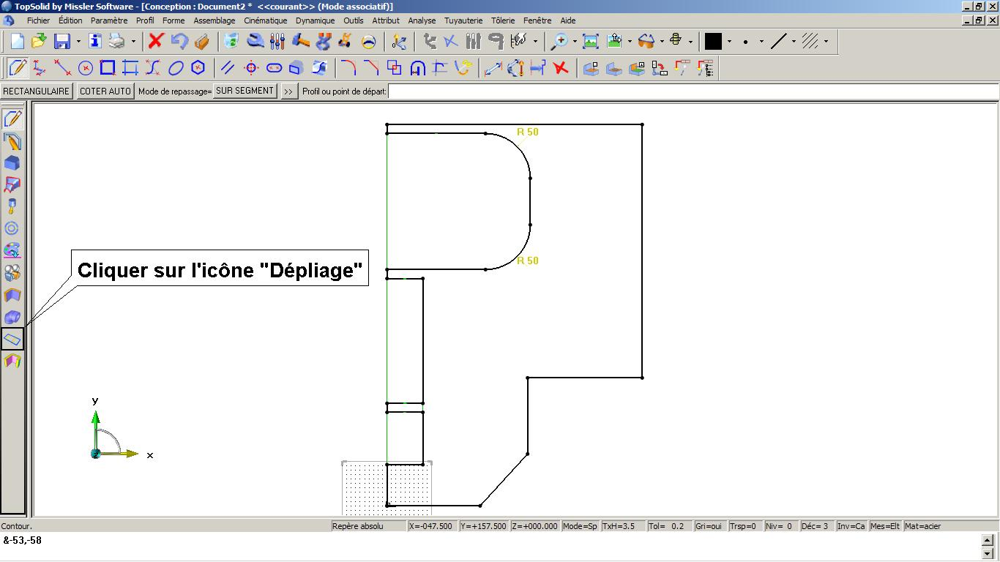 TopSolid by Missler Software - [Conception : Document2 *  <<courant>> (Mode associatif)]
Fichier Édition Paramètre Profil Forme Assemblage Cinématique Dynamique Outils Attribut Analyse Tuyauterie Tôlerie Fenêtre Aide
RECTANGULAIRE COTER AUTO Mode de repassage= SUR SEGMENT >> Profil ou point de départ:
R 50
R 50
Cliquer sur l'icône "Dépliage"
y
z
x
Contour. Repère absolu X=-047.500 Y=+157.500 Z=+000.000 Mode=Sp TxH=3.5 Tol= 0.2 Gri=oui Trsp=0 Niv= 0 Déc= 3 Inv=Ca Mes=Elt Mat=acier
&-53,-58